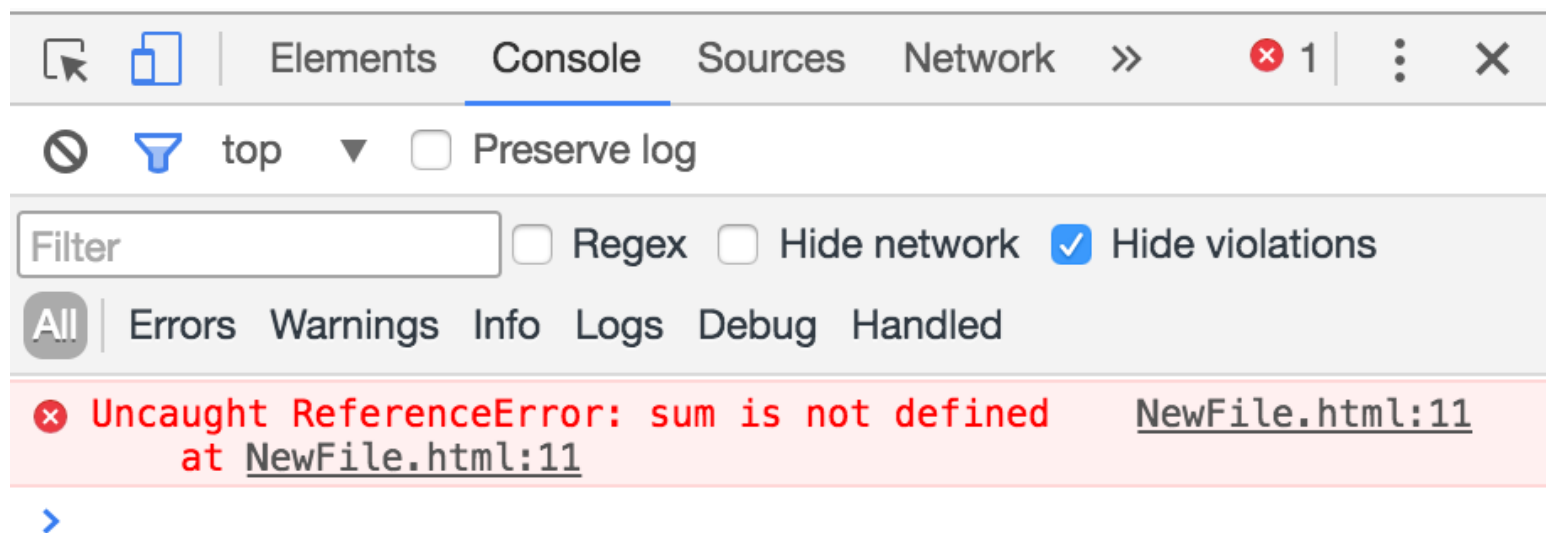 Elements Console Sources Network » 1
top ▼ Preserve log
Filter Regex Hide network Hide violations
All Errors Warnings Info Logs Debug Handled
Uncaught ReferenceError: sum is not defined NewFile.html:11
at NewFile.html:11
>